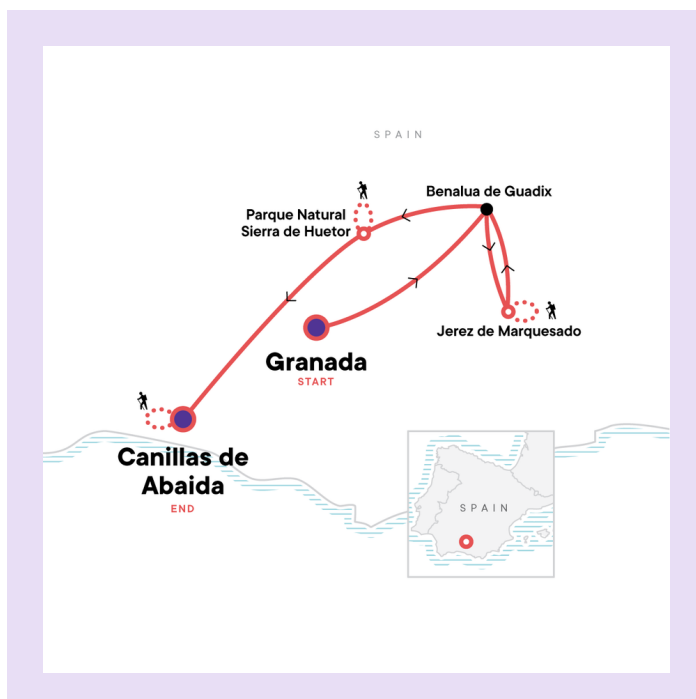 SPAIN
Benalua de Guadix
Parque Natural
Sierra de Huetor
Jerez de Marquesado
Granada
START
Canillas de
Abaida
END
SPAIN